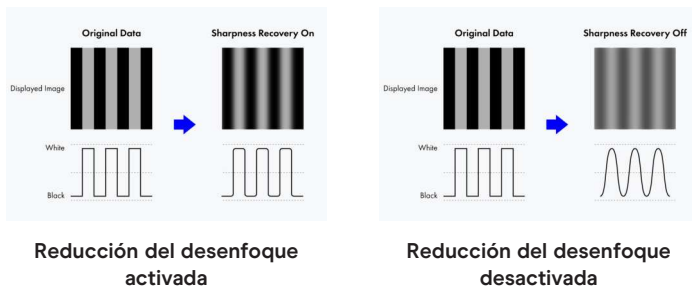 Original Data
Sharpness Recovery On
Displayed Image
White
Black
Reducción del desenfoque
activada
Original Data
Sharpness Recovery Off
Displayed Image
White
Black
Reducción del desenfoque
desactivada